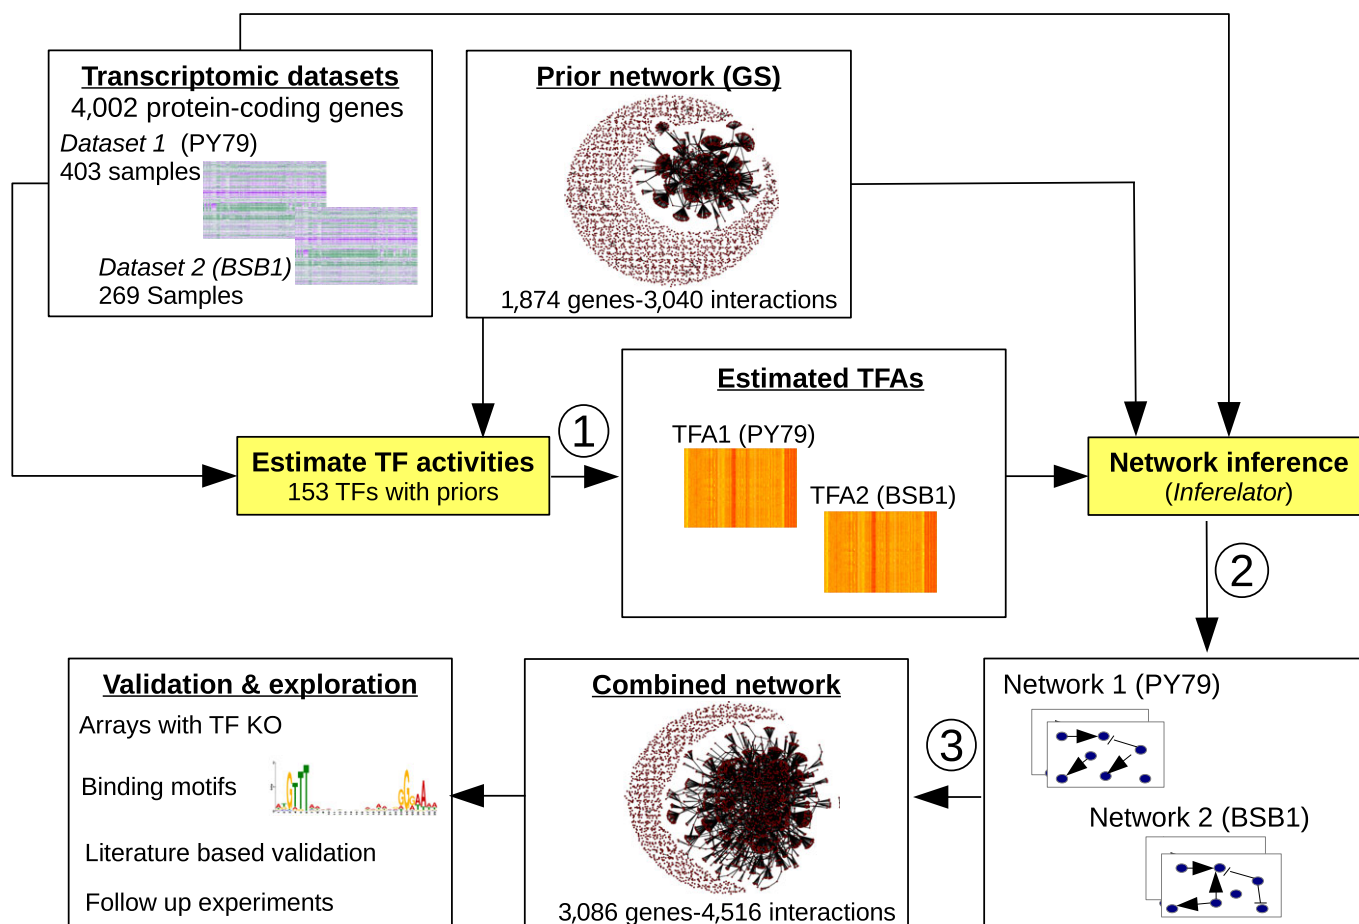 Transcriptomic datasets
4,002 protein-coding genes
Dataset 1 (PY79)
403 samples
Dataset 2 (BSB1)
269 Samples
Prior network (GS)
1,874 genes-3,040 interactions
Estimate TF activities
153 TFs with priors
1
Estimated TFAs
TFA1 (PY79)
TFA2 (BSB1)
Network inference
(Inferelator)
2
Network 1 (PY79)
Network 2 (BSB1)
3
Combined network
3,086 genes-4,516 interactions
Validation & exploration
Arrays with TF KO
Binding motifs
Literature based validation
Follow up experiments